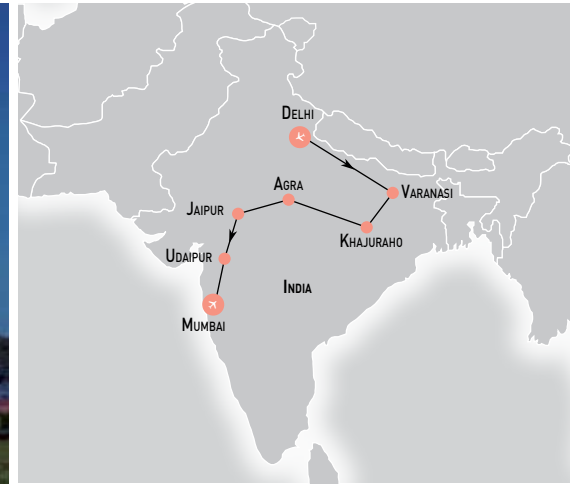 Delhi
Varanasi
Agra
Jaipur
Khajuraho
Udaipur
India
Mumbai